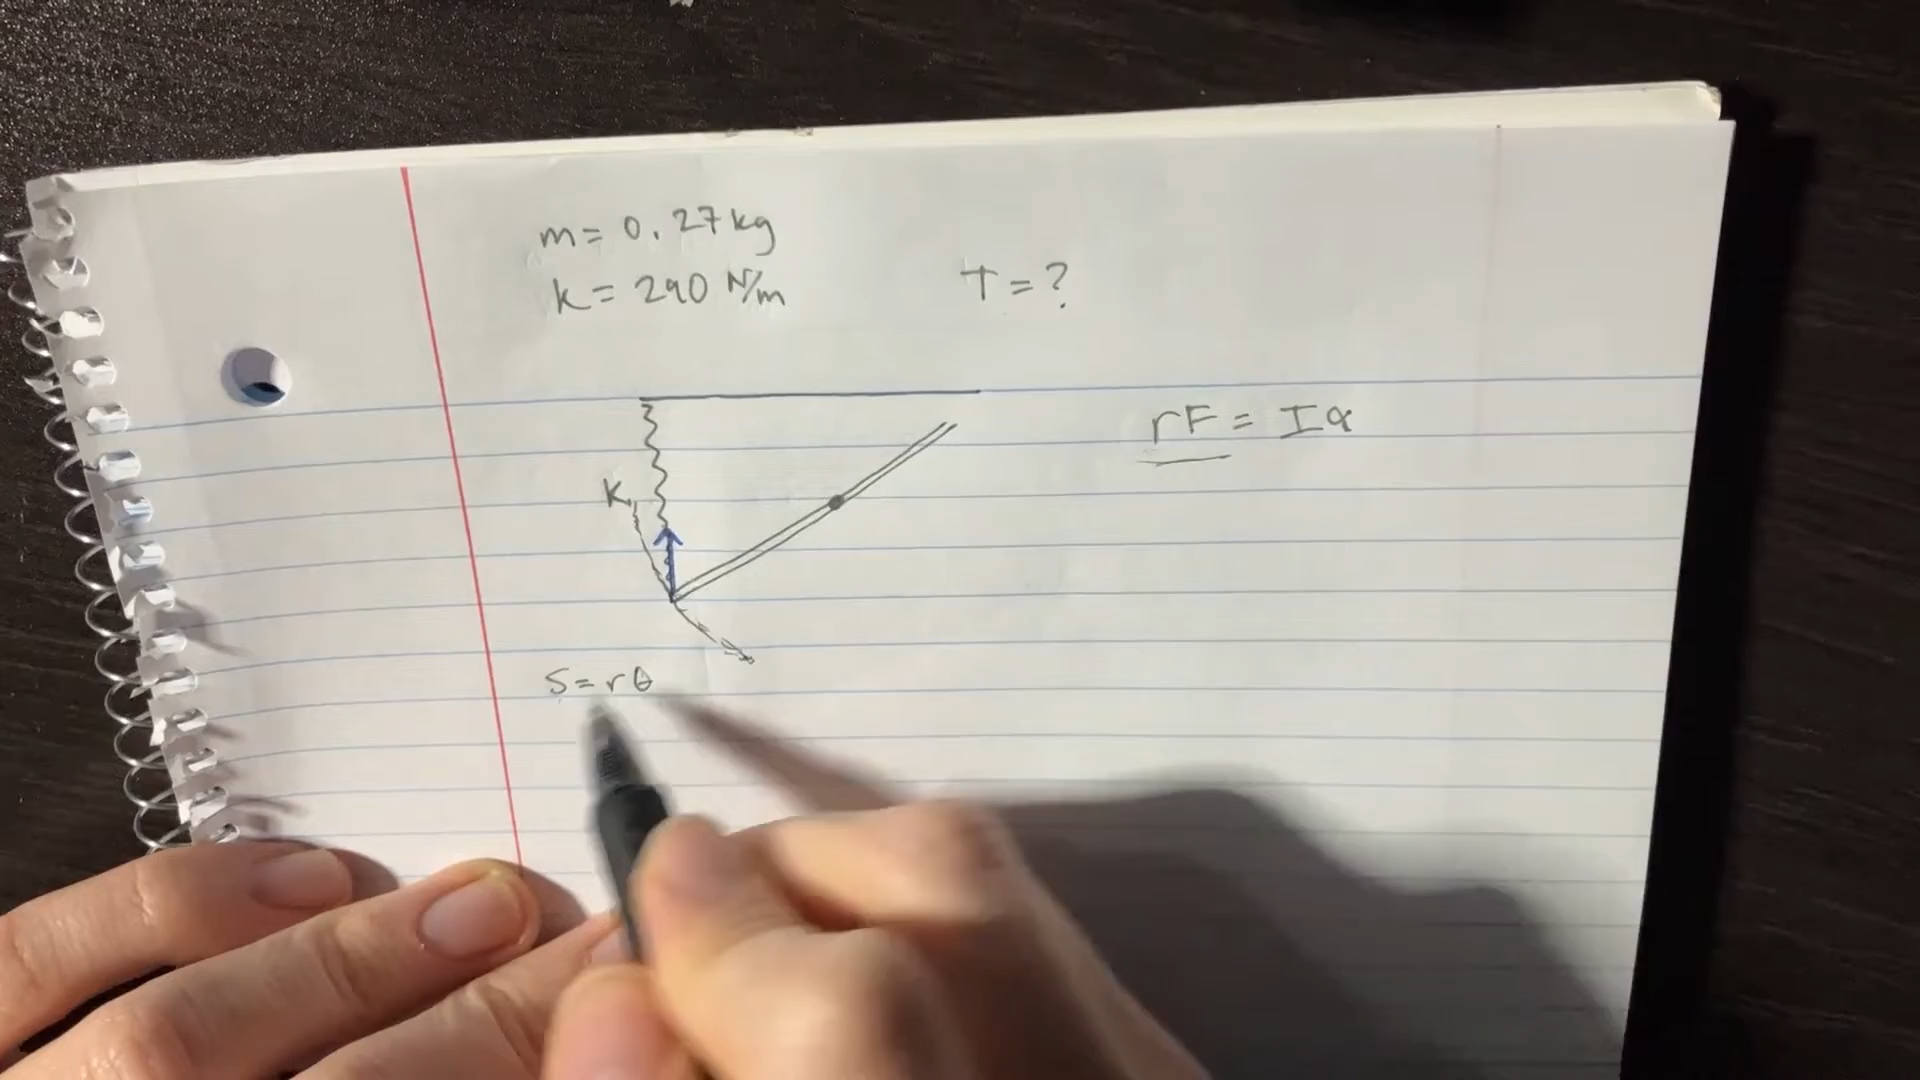 m = 0.27 kg
k = 290 N/m
T = ?
rF = Iα
k
S = rθ